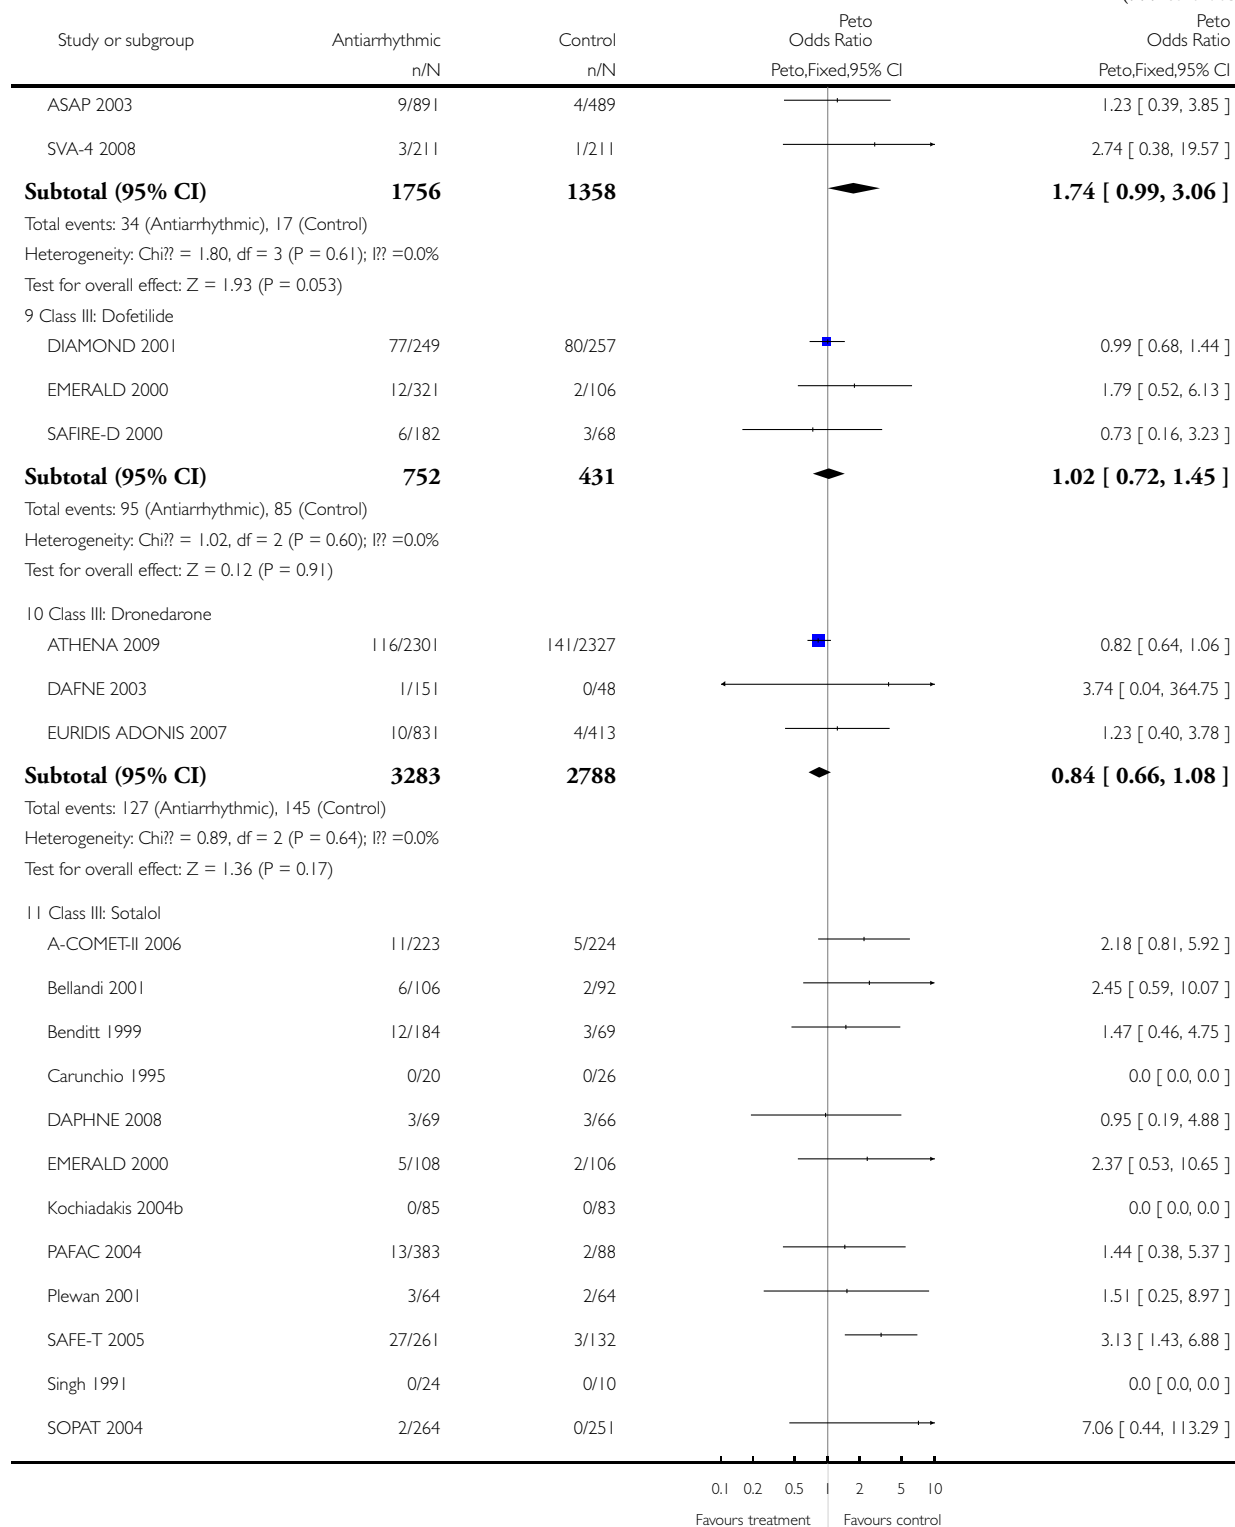 Peto Peto
Study or subgroup Antiarrhythmic Control Odds Ratio Odds Ratio
n/N n/N Peto,Fixed,95% CI Peto,Fixed,95% CI
ASAP 2003 9/891 4/489 1.23 [ 0.39, 3.85 ]
SVA-4 2008 3/211 1/211 2.74 [ 0.38, 19.57 ]
Subtotal (95% CI) 1756 1358 1.74 [ 0.99, 3.06 ]
Total events: 34 (Antiarrhythmic), 17 (Control)
Heterogeneity: Chi?? = 1.80, df = 3 (P = 0.61); I?? =0.0%
Test for overall effect: Z = 1.93 (P = 0.053)
9 Class III: Dofetilide
DIAMOND 2001 77/249 80/257 0.99 [ 0.68, 1.44 ]
EMERALD 2000 12/321 2/106 1.79 [ 0.52, 6.13 ]
SAFIRE-D 2000 6/182 3/68 0.73 [ 0.16, 3.23 ]
Subtotal (95% CI) 752 431 1.02 [ 0.72, 1.45 ]
Total events: 95 (Antiarrhythmic), 85 (Control)
Heterogeneity: Chi?? = 1.02, df = 2 (P = 0.60); I?? =0.0%
Test for overall effect: Z = 0.12 (P = 0.91)
10 Class III: Dronedarone
ATHENA 2009 116/2301 141/2327 0.82 [ 0.64, 1.06 ]
DAFNE 2003 1/151 0/48 3.74 [ 0.04, 364.75 ]
EURIDIS ADONIS 2007 10/831 4/413 1.23 [ 0.40, 3.78 ]
Subtotal (95% CI) 3283 2788 0.84 [ 0.66, 1.08 ]
Total events: 127 (Antiarrhythmic), 145 (Control)
Heterogeneity: Chi?? = 0.89, df = 2 (P = 0.64); I?? =0.0%
Test for overall effect: Z = 1.36 (P = 0.17)
11 Class III: Sotalol
A-COMET-II 2006 11/223 5/224 2.18 [ 0.81, 5.92 ]
Bellandi 2001 6/106 2/92 2.45 [ 0.59, 10.07 ]
Benditt 1999 12/184 3/69 1.47 [ 0.46, 4.75 ]
Carunchio 1995 0/20 0/26 0.0 [ 0.0, 0.0 ]
DAPHNE 2008 3/69 3/66 0.95 [ 0.19, 4.88 ]
EMERALD 2000 5/108 2/106 2.37 [ 0.53, 10.65 ]
Kochiadakis 2004b 0/85 0/83 0.0 [ 0.0, 0.0 ]
PAFAC 2004 13/383 2/88 1.44 [ 0.38, 5.37 ]
Plewan 2001 3/64 2/64 1.51 [ 0.25, 8.97 ]
SAFE-T 2005 27/261 3/132 3.13 [ 1.43, 6.88 ]
Singh 1991 0/24 0/10 0.0 [ 0.0, 0.0 ]
SOPAT 2004 2/264 0/251 7.06 [ 0.44, 113.29 ]
0.1 0.2 0.5 1 2 5 10
Favours treatment Favours control